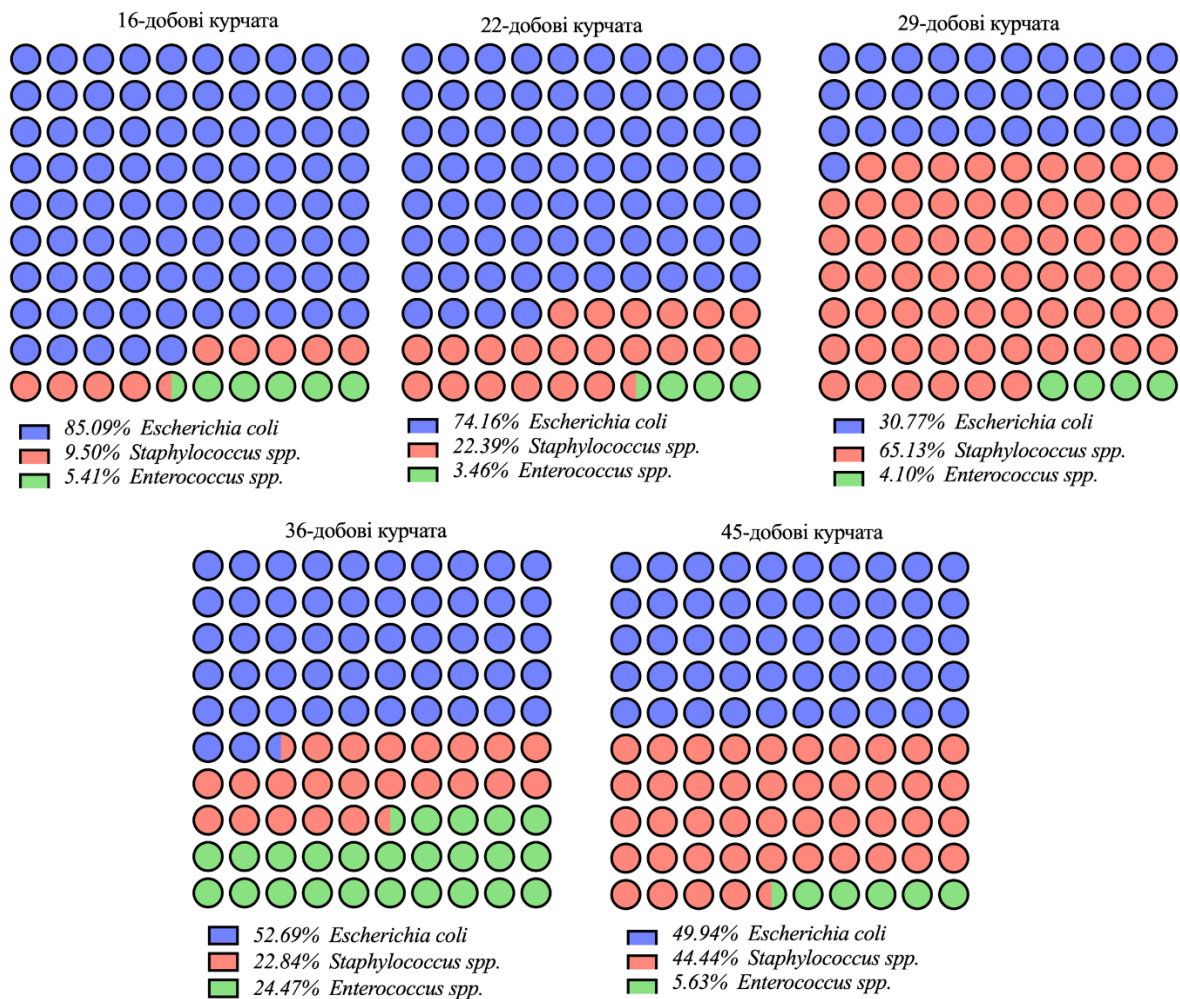 16-добові курчата
85.09% Escherichia coli
9.50% Staphylococcus spp.
5.41% Enterococcus spp.
22-добові курчата
74.16% Escherichia coli
22.39% Staphylococcus spp.
3.46% Enterococcus spp.
29-добові курчата
30.77% Escherichia coli
65.13% Staphylococcus spp.
4.10% Enterococcus spp.
36-добові курчата
52.69% Escherichia coli
22.84% Staphylococcus spp.
24.47% Enterococcus spp.
45-добові курчата
49.94% Escherichia coli
44.44% Staphylococcus spp.
5.63% Enterococcus spp.